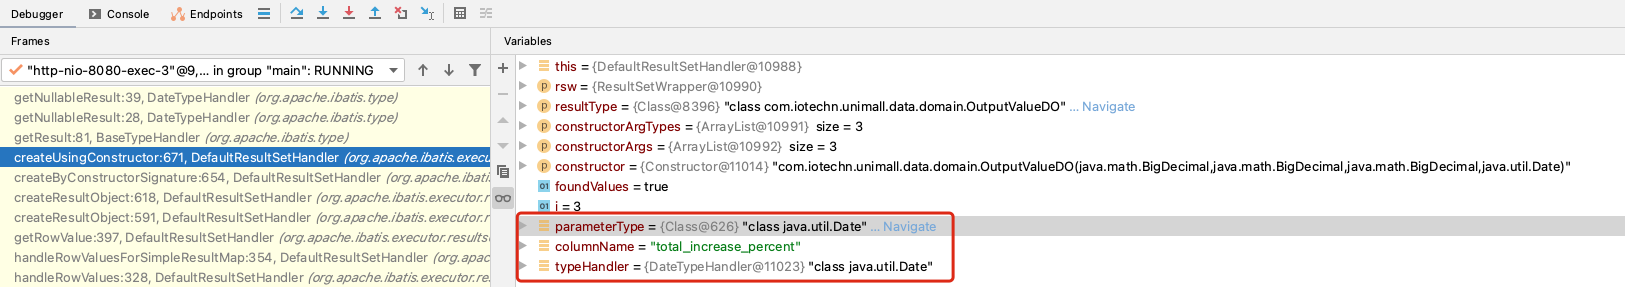 Debugger Console Endpoints
Frames
"http-nio-8080-exec-3"@9,... in group "main": RUNNING
getNullableResult:39, DateTypeHandler (org.apache.ibatis.type)
getNullableResult:28, DateTypeHandler (org.apache.ibatis.type)
getResult:81, BaseTypeHandler (org.apache.ibatis.type)
createUsingConstructor:671, DefaultResultSetHandler (org.apache.ibatis.execu
createByConstructorSignature:654, DefaultResultSetHandler (org.apache.ibatis.
createResultObject:618, DefaultResultSetHandler (org.apache.ibatis.executor.r
createResultObject:591, DefaultResultSetHandler (org.apache.ibatis.executor.r
getRowValue:397, DefaultResultSetHandler (org.apache.ibatis.executor.results
handleRowValuesForSimpleResultMap:354, DefaultResultSetHandler (org.apac
handleRowValues:328, DefaultResultSetHandler (org.apache.ibatis.executor.res
Variables
this = {DefaultResultSetHandler@10988}
rsw = {ResultSetWrapper@10990}
resultType = {Class@8396} "class com.iotechn.unimall.data.domain.OutputValueDO" ... Navigate
constructorArgTypes = {ArrayList@10991} size = 3
constructorArgs = {ArrayList@10992} size = 3
constructor = {Constructor@11014} "com.iotechn.unimall.data.domain.OutputValueDO(java.math.BigDecimal,java.math.BigDecimal,java.math.BigDecimal,java.util.Date)"
01 foundValues = true
01 i = 3
parameterType = {Class@626} "class java.util.Date" ... Navigate
columnName = "total_increase_percent"
typeHandler = {DateTypeHandler@11023} "class java.util.Date"